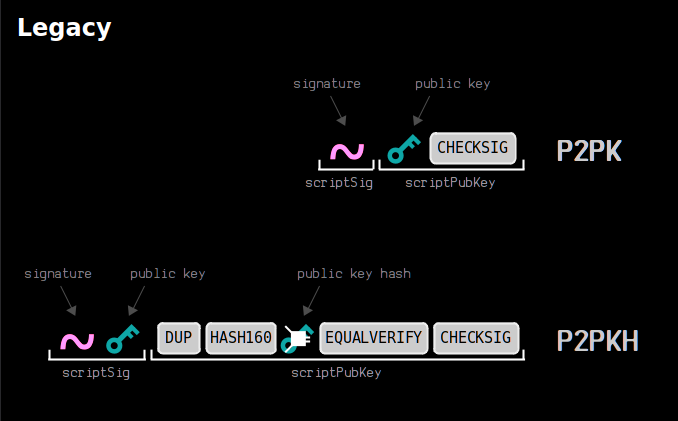 Legacy
signature public key
CHECKSIG P2PK
scriptSig scriptPubKey
signature public key public key hash
DUP HASH160 EQUALVERIFY CHECKSIG P2PKH
scriptSig scriptPubKey